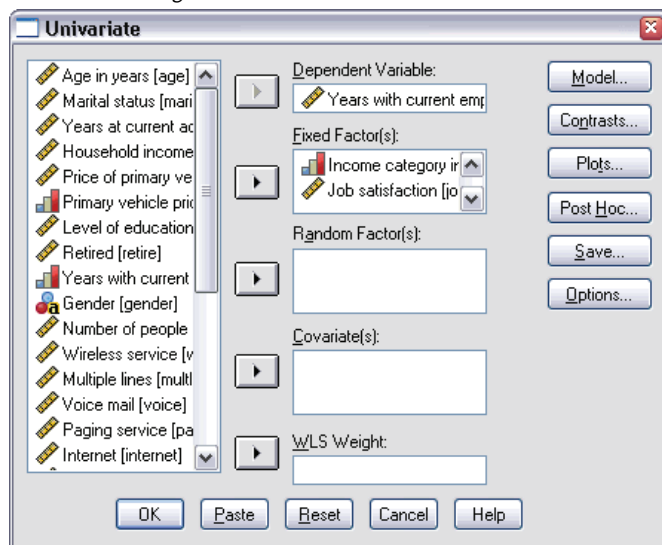 Univariate
Age in years [age]
Marital status [mari
Years at current ad
Household income
Price of primary ve
Primary vehicle pric
Level of education
Retired [retire]
Years with current
Gender [gender]
Number of people
Wireless service [w
Multiple lines [multl
Voice mail [voice]
Paging service [pa
Internet [internet]
Dependent Variable:
Years with current emp
Fixed Factor(s):
Income category in
Job satisfaction [jo
Random Factor(s):
Covariate(s):
WLS Weight:
Model...
Contrasts...
Plots...
Post Hoc...
Save...
Options...
OK
Paste
Reset
Cancel
Help